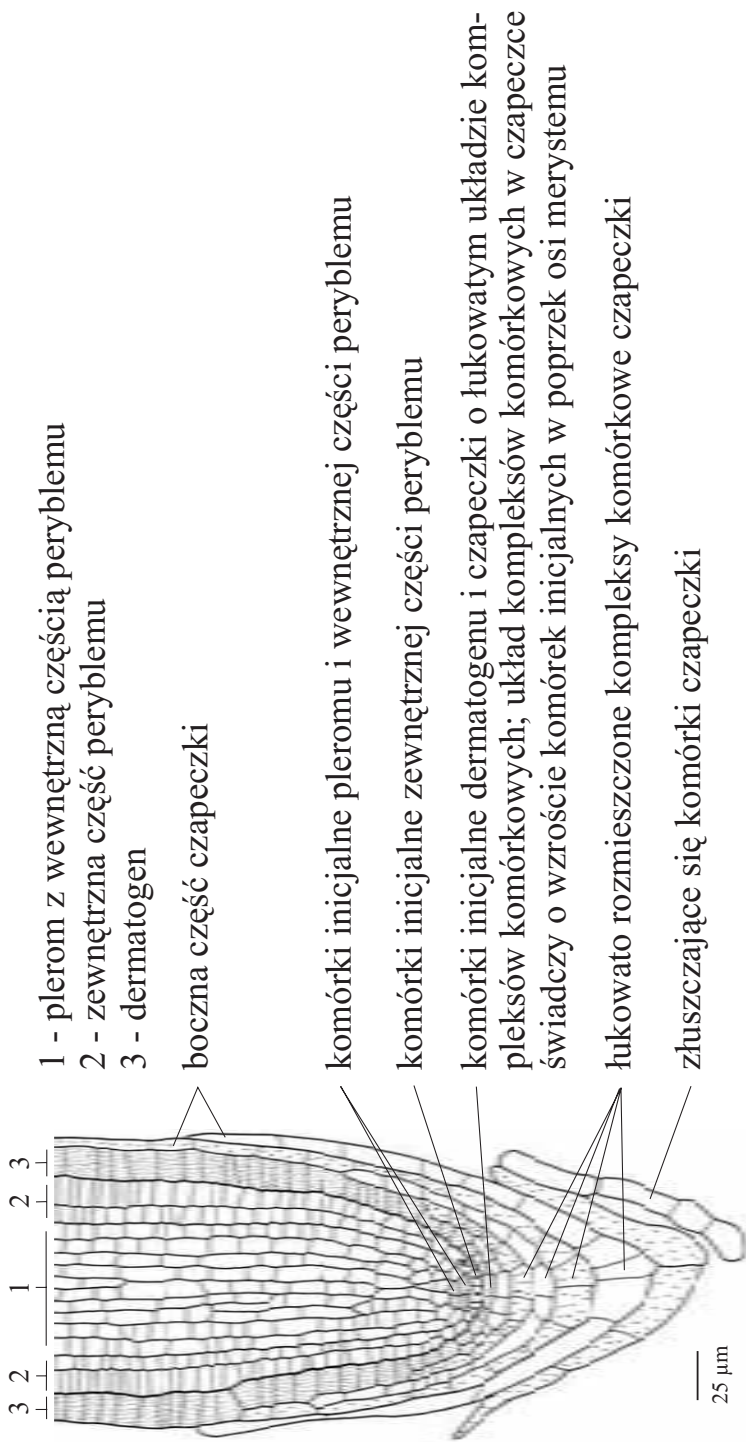 1 - plerom z wewnętrzną częścią peryblemu
2 - zewnętrzna część peryblemu
3 - dermatogen
boczna część czapeczki
komórki inicjalne pleromu i wewnętrznej części peryblemu
komórki inicjalne zewnętrznej części peryblemu
komórki inicjalne dermatogenu i czapeczki o łukowatym układzie kom-
pleksów komórkowych; układ kompleksów komórkowych w czapeczce
świadczy o wzroście komórek inicjalnych w poprzek osi merystemu
łukowato rozmieszczone kompleksy komórkowe czapeczki
złuszczające się komórki czapeczki
3 2 1 2 3
25 µm